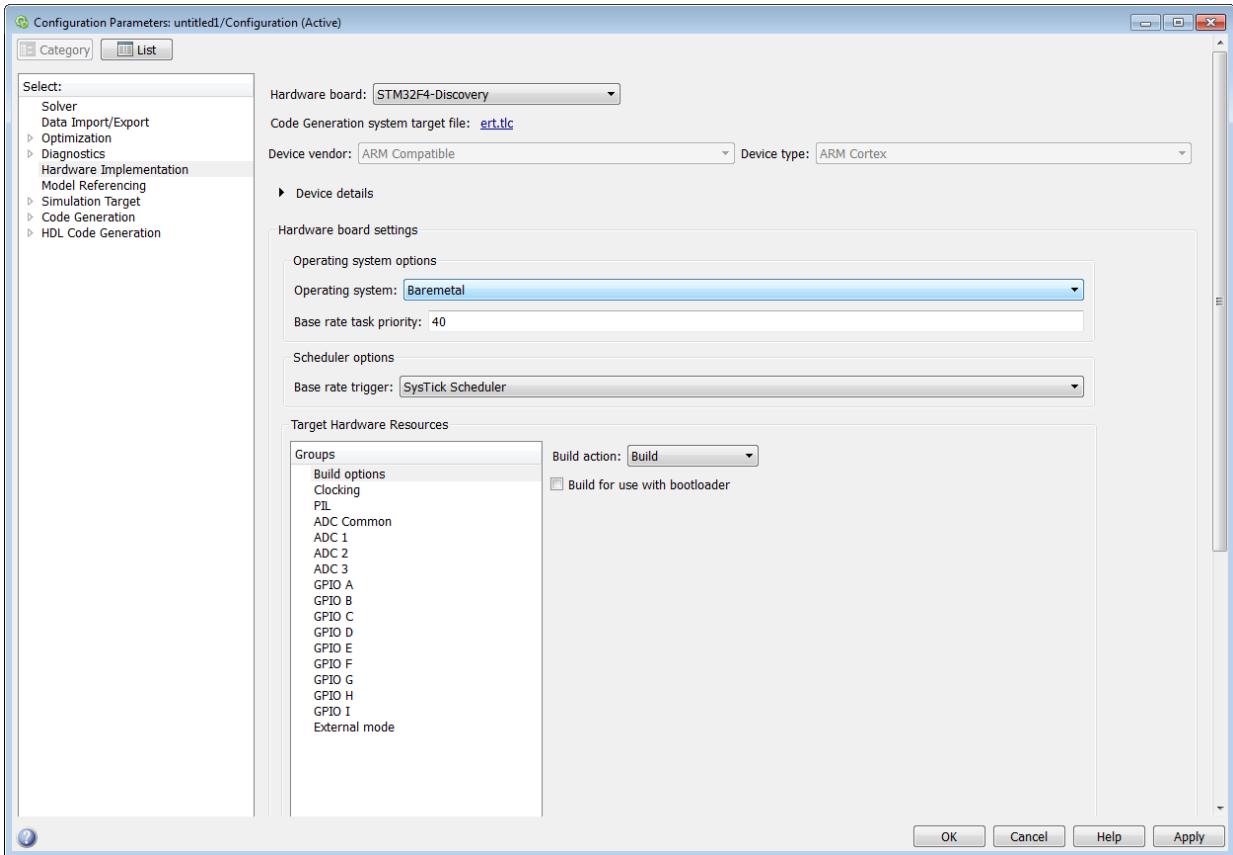 Configuration Parameters: untitled1/Configuration (Active)
Category List
Select:
Solver
Data Import/Export
Optimization
Diagnostics
Hardware Implementation
Model Referencing
Simulation Target
Code Generation
HDL Code Generation
Hardware board: STM32F4-Discovery
Code Generation system target file: ert.tlc
Device vendor: ARM Compatible Device type: ARM Cortex
Device details
Hardware board settings
Operating system options
Operating system: Baremetal
Base rate task priority: 40
Scheduler options
Base rate trigger: SysTick Scheduler
Target Hardware Resources
Groups
Build options
Clocking
PIL
ADC Common
ADC 1
ADC 2
ADC 3
GPIO A
GPIO B
GPIO C
GPIO D
GPIO E
GPIO F
GPIO G
GPIO H
GPIO I
External mode
Build action: Build
Build for use with bootloader
OK Cancel Help Apply